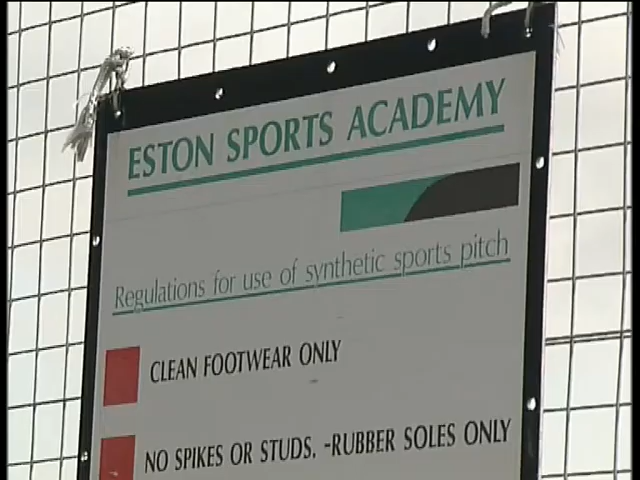 ESTON SPORTS ACADEMY
Regulations for use of synthetic sports pitch
CLEAN FOOTWEAR ONLY
NO SPIKES OR STUDS. -RUBBER SOLES ONLY